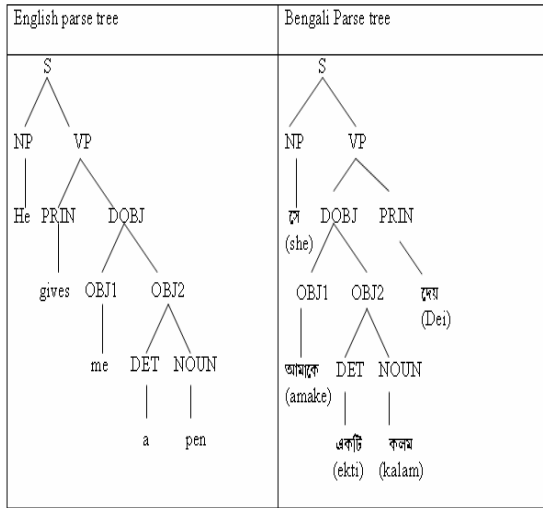 English parse tree
Bengali Parse tree
S
NP VP
He PRIN DOBJ
gives OBJ1 OBJ2
me DET NOUN
a pen
S
NP VP
সে DOBJ PRIN
(she)
OBJ1 OBJ2 দেয়
(Dei)
আমাকে DET NOUN
(amake)
একটি কলম
(ekti) (kalam)